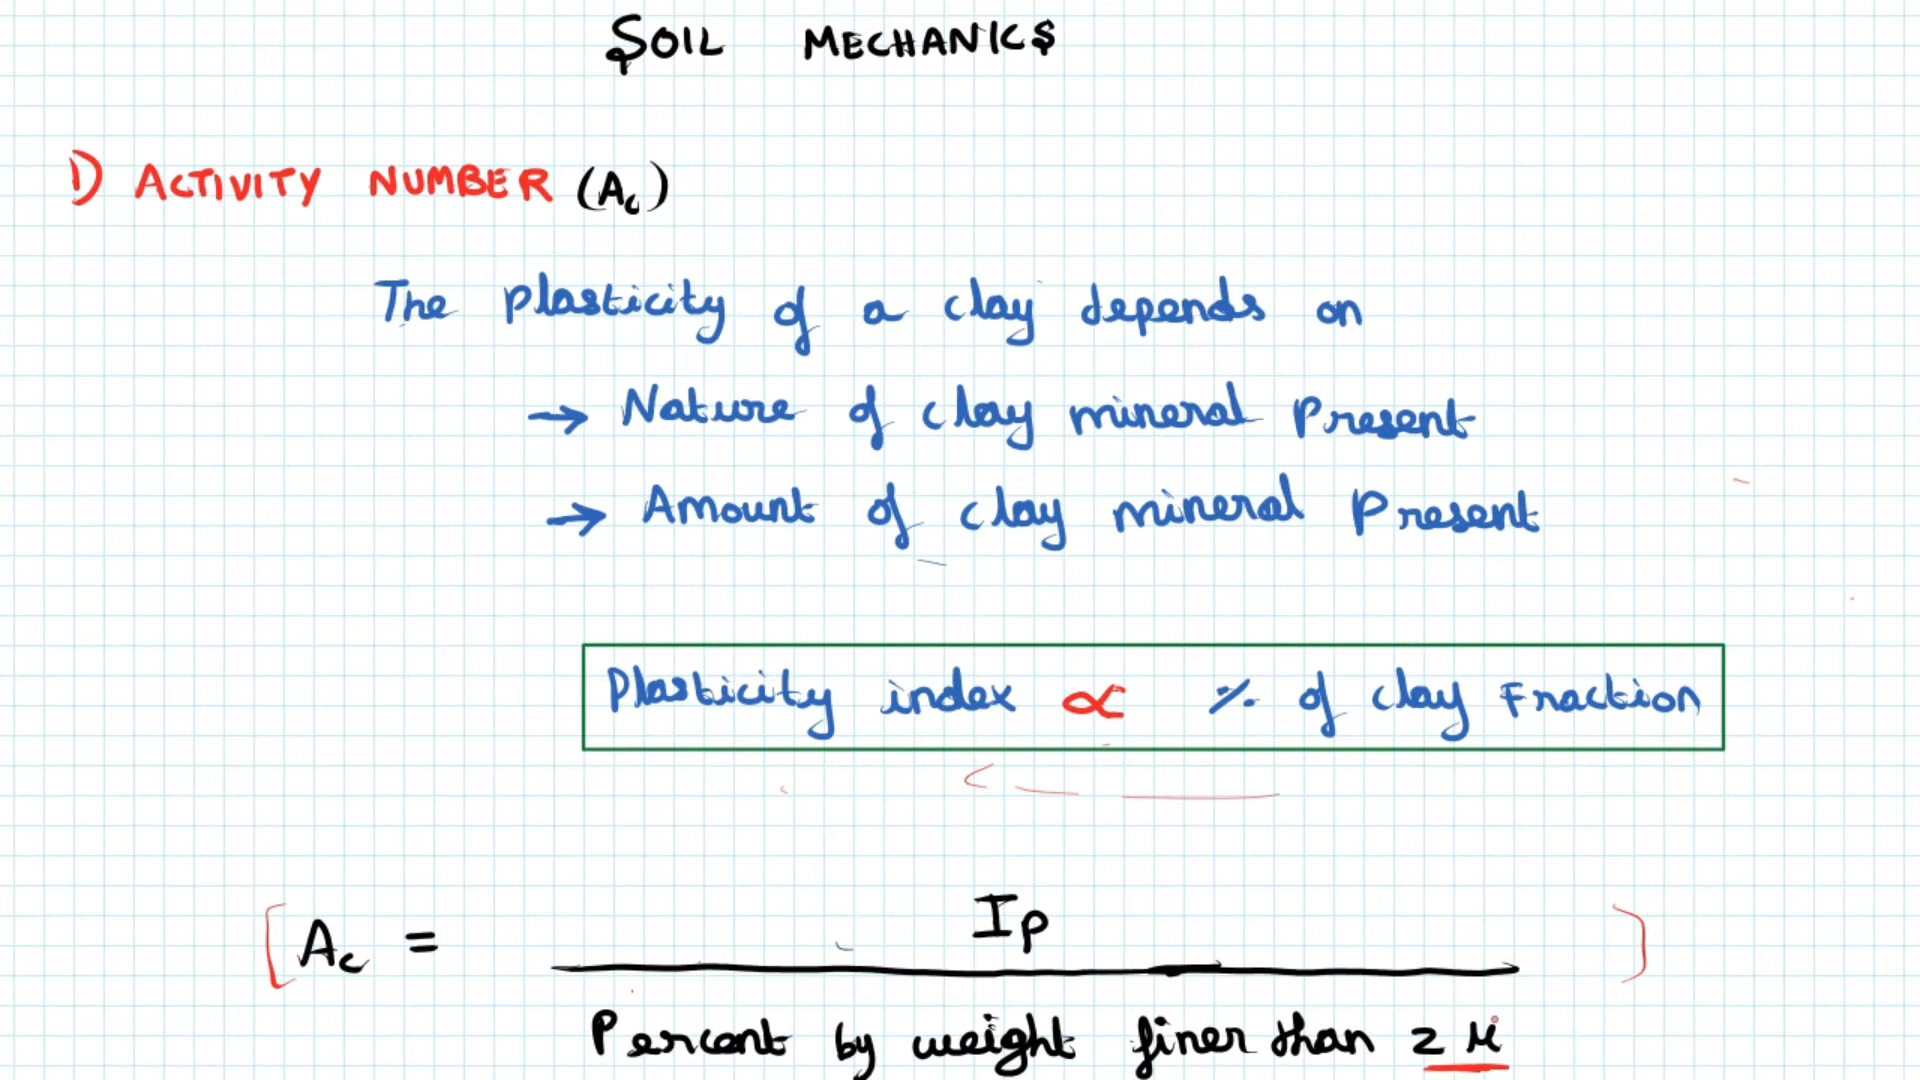 SOIL MECHANICS
1) ACTIVITY NUMBER (Ac)
The plasticity of a clay depends on
→ Nature of clay mineral Present
→ Amount of clay mineral Present
Plasticity index ∝ % of clay Fraction
[Ac = Ip ]
Percent by weight finer than 2 μ